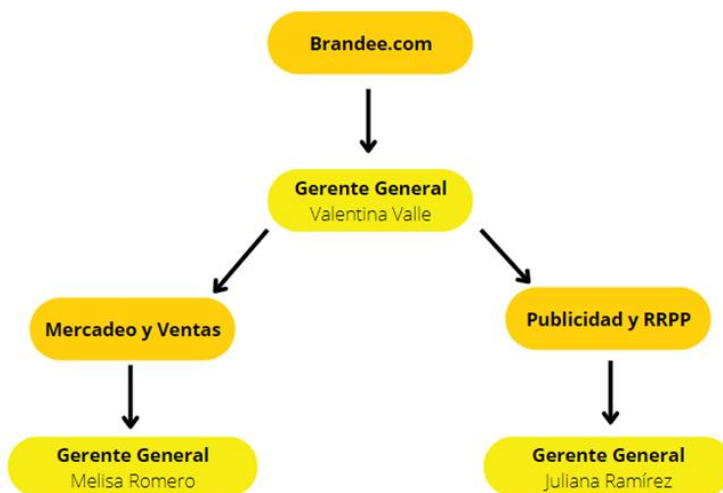 Brandee.com
Gerente General
Valentina Valle
Mercadeo y Ventas
Publicidad y RRPP
Gerente General
Melisa Romero
Gerente General
Juliana Ramírez